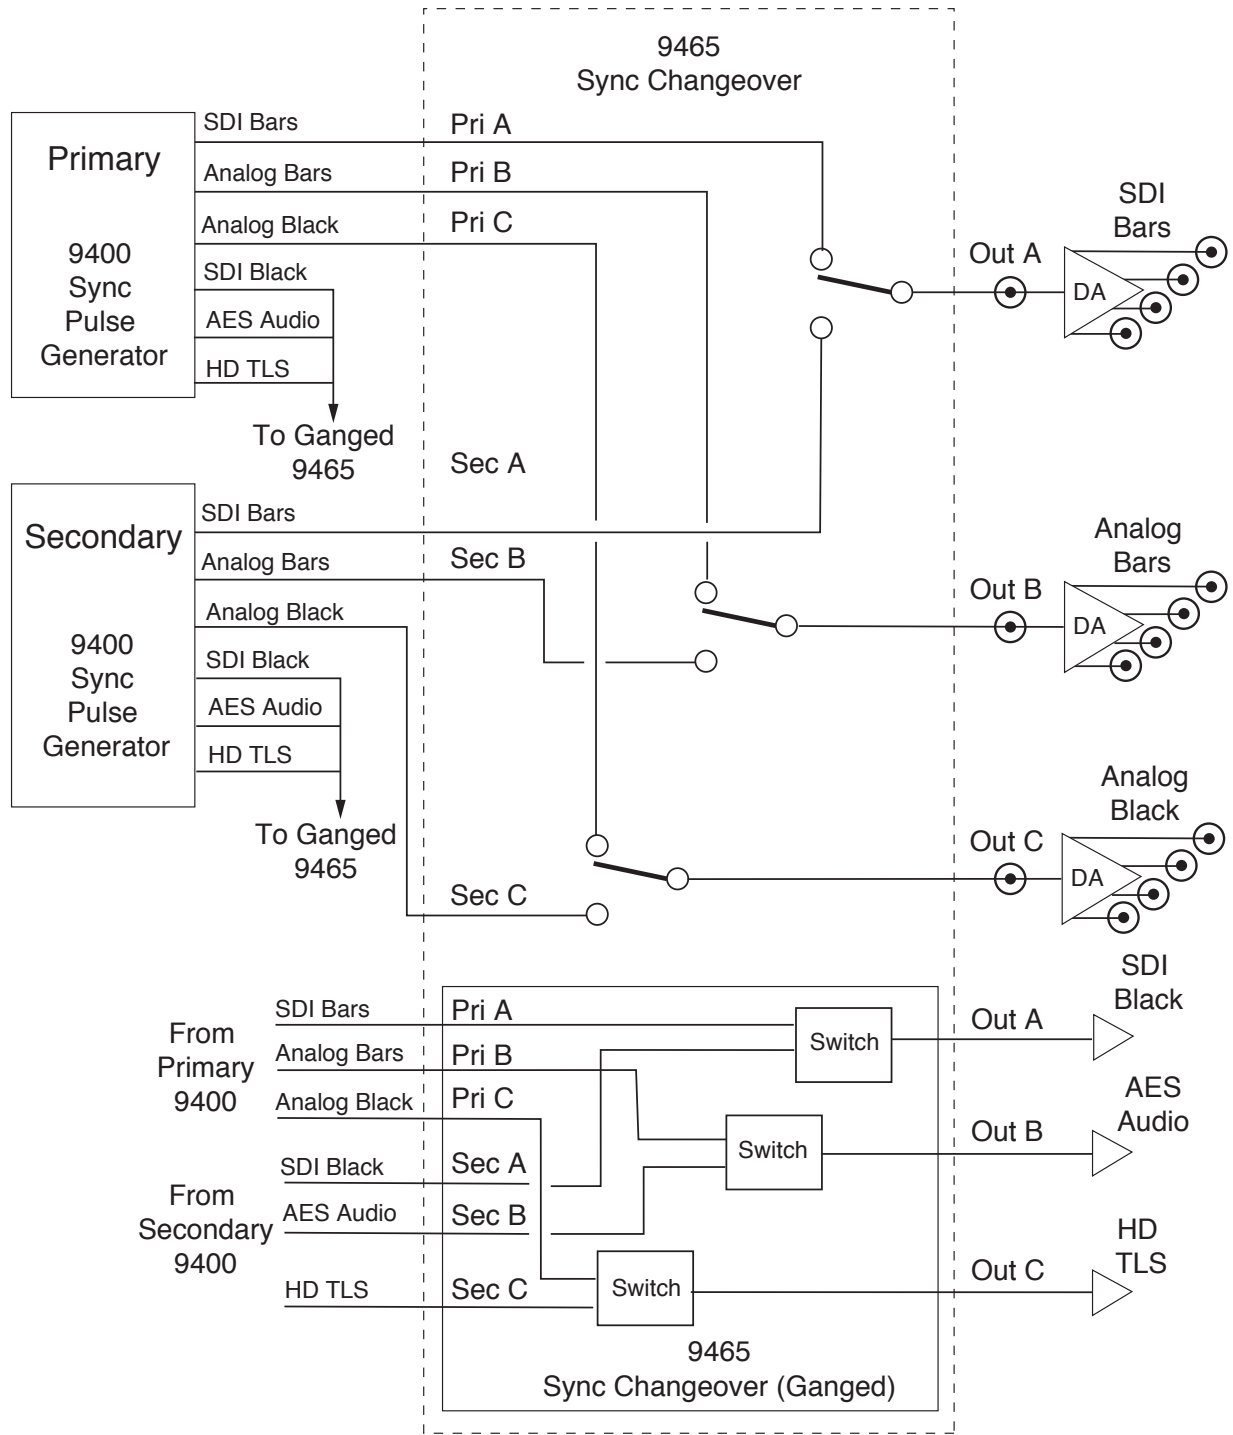 9465
Sync Changeover
Primary
9400
Sync
Pulse
Generator
SDI Bars
Analog Bars
Analog Black
SDI Black
AES Audio
HD TLS
To Ganged
9465
Pri A
Pri B
Pri C
Out A
SDI
Bars
DA
Secondary
9400
Sync
Pulse
Generator
SDI Bars
Analog Bars
Analog Black
SDI Black
AES Audio
HD TLS
To Ganged
9465
Sec A
Sec B
Sec C
Out B
Analog
Bars
DA
Out C
Analog
Black
DA
From
Primary
9400
SDI Bars
Analog Bars
Analog Black
Pri A
Pri B
Pri C
From
Secondary
9400
SDI Black
AES Audio
HD TLS
Sec A
Sec B
Sec C
Switch
Switch
Switch
Out A
SDI
Black
Out B
AES
Audio
Out C
HD
TLS
9465
Sync Changeover (Ganged)